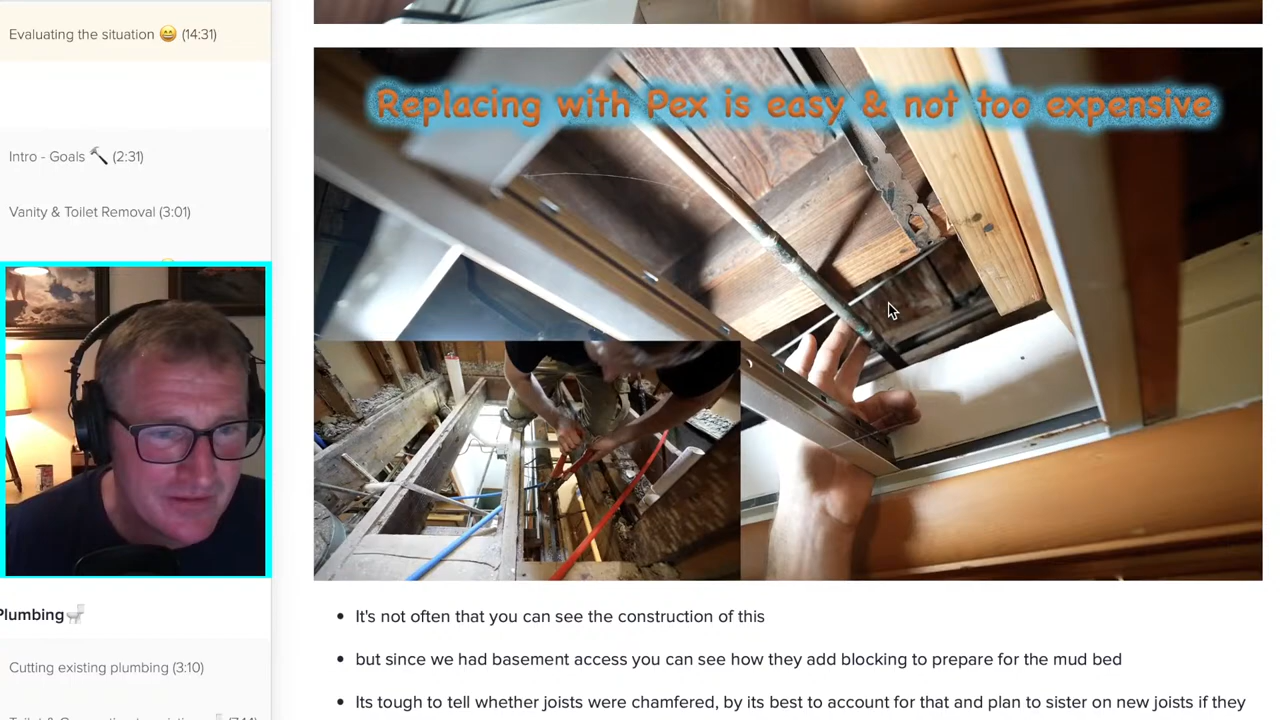 Evaluating the situation 😄 (14:31)
Intro - Goals 🔨 (2:31)
Vanity & Toilet Removal (3:01)
Plumbing🚽
Cutting existing plumbing (3:10)
Replacing with Pex is easy & not too expensive
• It's not often that you can see the construction of this
• but since we had basement access you can see how they add blocking to prepare for the mud bed
• Its tough to tell whether joists were chamfered, by its best to account for that and plan to sister on new joists if they